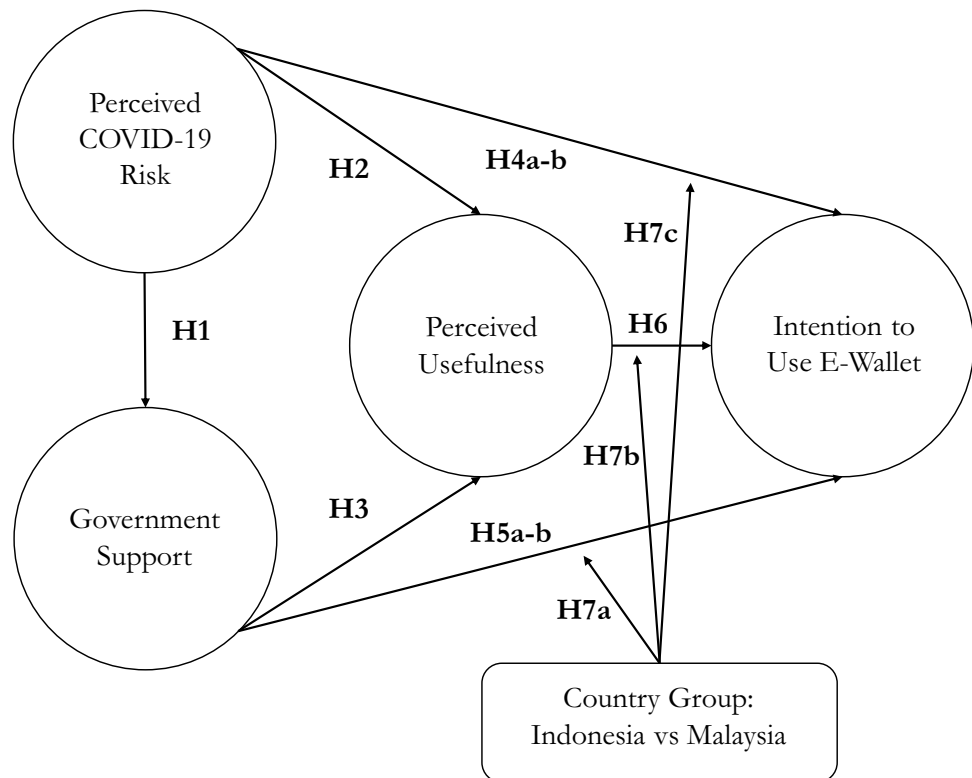 Perceived
COVID-19
Risk
H2
H4a-b
H7c
H1
Perceived
Usefulness
H6
Intention to
Use E-Wallet
H7b
Government
Support
H3
H5a-b
H7a
Country Group:
Indonesia vs Malaysia